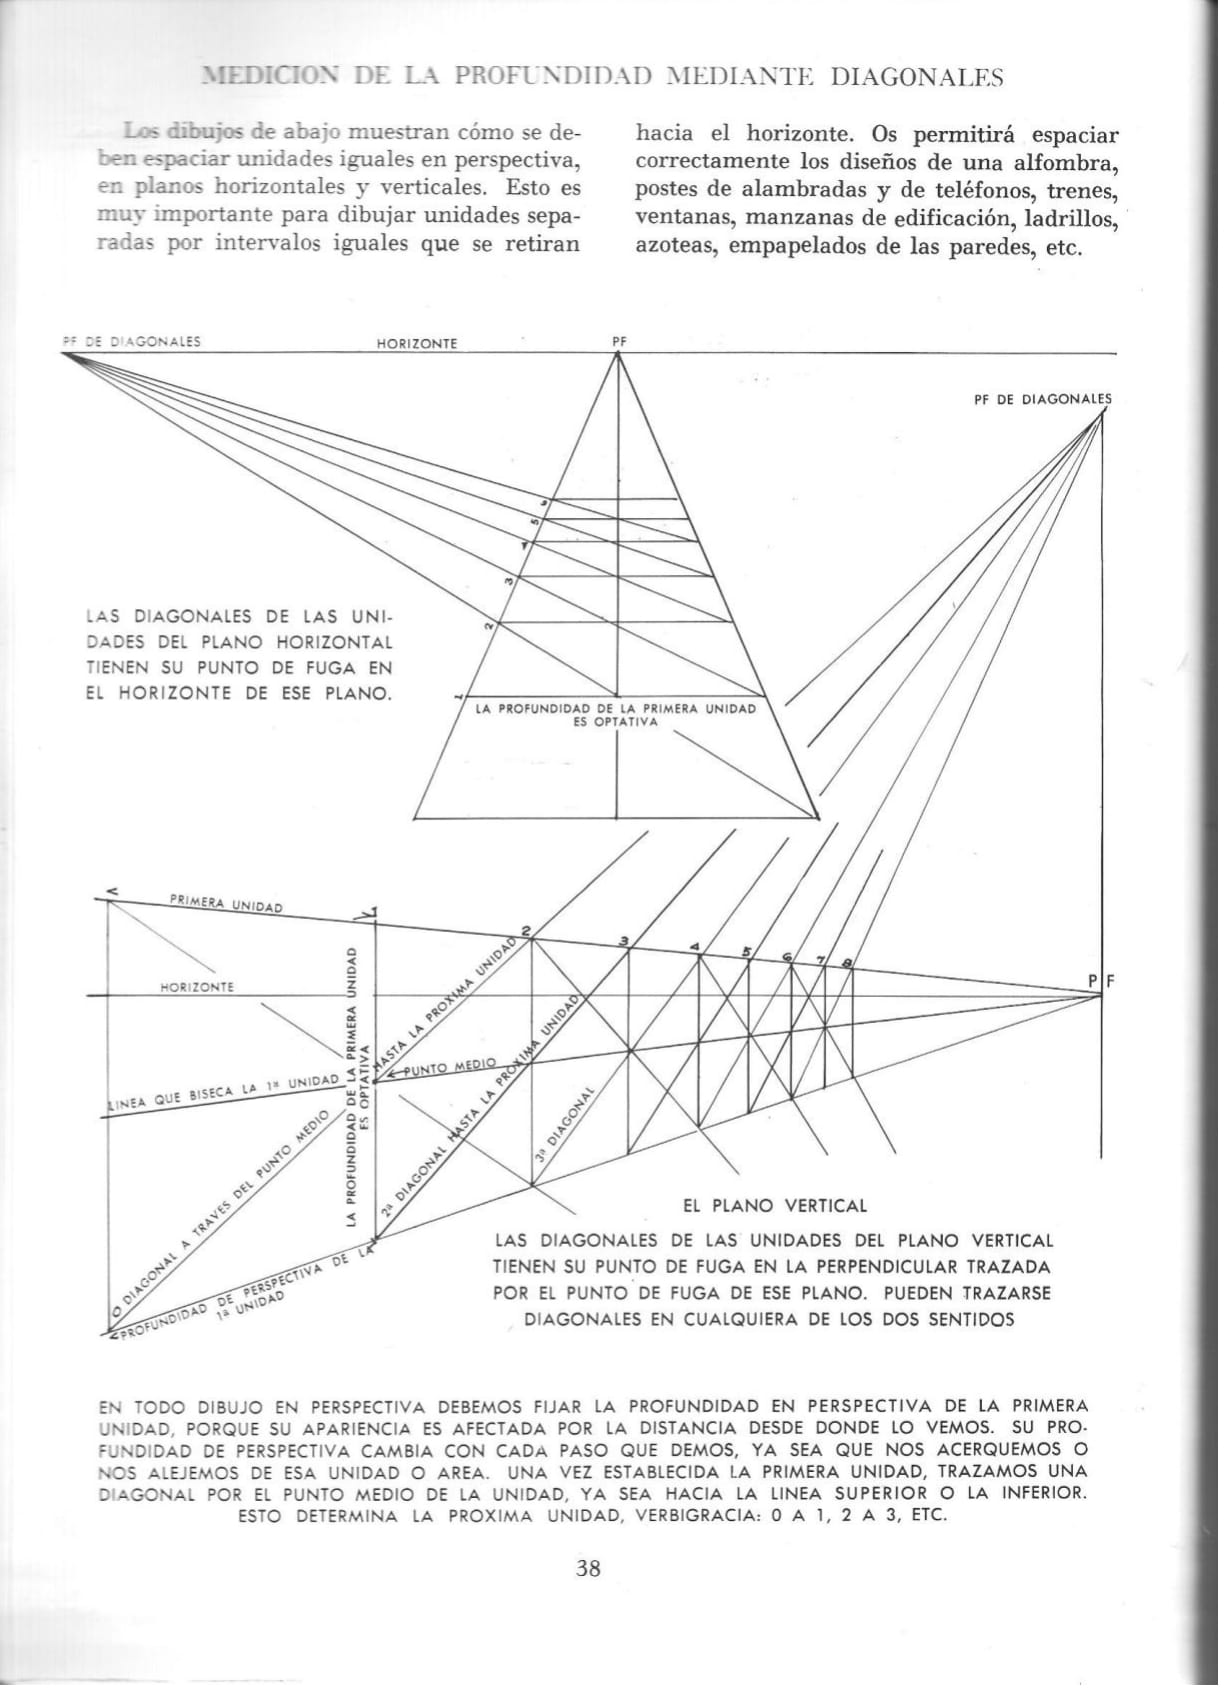 MEDICION DE LA PROFUNDIDAD MEDIANTE DIAGONALES
Los dibujos de abajo muestran cómo se de-
ben espaciar unidades iguales en perspectiva,
en planos horizontales y verticales. Esto es
muy importante para dibujar unidades sepa-
radas por intervalos iguales que se retiran
hacia el horizonte. Os permitirá espaciar
correctamente los diseños de una alfombra,
postes de alambradas y de teléfonos, trenes,
ventanas, manzanas de edificación, ladrillos,
azoteas, empapelados de las paredes, etc.
PF DE DIAGONALES
HORIZONTE
PF
PF DE DIAGONALES
5
4
3
2
1
LAS DIAGONALES DE LAS UNI-
DADES DEL PLANO HORIZONTAL
TIENEN SU PUNTO DE FUGA EN
EL HORIZONTE DE ESE PLANO.
LA PROFUNDIDAD DE LA PRIMERA UNIDAD
ES OPTATIVA
PRIMERA UNIDAD
1
2
3
4
5
6
7
8
HORIZONTE
PF
LA PROFUNDIDAD DE LA PRIMERA UNIDAD
ES OPTATIVA
HASTA LA PROXIMA UNIDAD
PUNTO MEDIO
LINEA QUE BISECA LA 1ª UNIDAD
O DIAGONAL A TRAVES DEL PUNTO MEDIO
2ª DIAGONAL HASTA LA PROXIMA UNIDAD
3ª DIAGONAL
PROFUNDIDAD DE PERSPECTIVA DE LA
1ª UNIDAD
EL PLANO VERTICAL
LAS DIAGONALES DE LAS UNIDADES DEL PLANO VERTICAL
TIENEN SU PUNTO DE FUGA EN LA PERPENDICULAR TRAZADA
POR EL PUNTO DE FUGA DE ESE PLANO. PUEDEN TRAZARSE
DIAGONALES EN CUALQUIERA DE LOS DOS SENTIDOS
EN TODO DIBUJO EN PERSPECTIVA DEBEMOS FIJAR LA PROFUNDIDAD EN PERSPECTIVA DE LA PRIMERA
UNIDAD, PORQUE SU APARIENCIA ES AFECTADA POR LA DISTANCIA DESDE DONDE LO VEMOS. SU PRO-
FUNDIDAD DE PERSPECTIVA CAMBIA CON CADA PASO QUE DEMOS, YA SEA QUE NOS ACERQUEMOS O
NOS ALEJEMOS DE ESA UNIDAD O AREA. UNA VEZ ESTABLECIDA LA PRIMERA UNIDAD, TRAZAMOS UNA
DIAGONAL POR EL PUNTO MEDIO DE LA UNIDAD, YA SEA HACIA LA LINEA SUPERIOR O LA INFERIOR.
ESTO DETERMINA LA PROXIMA UNIDAD, VERBIGRACIA: 0 A 1, 2 A 3, ETC.
38